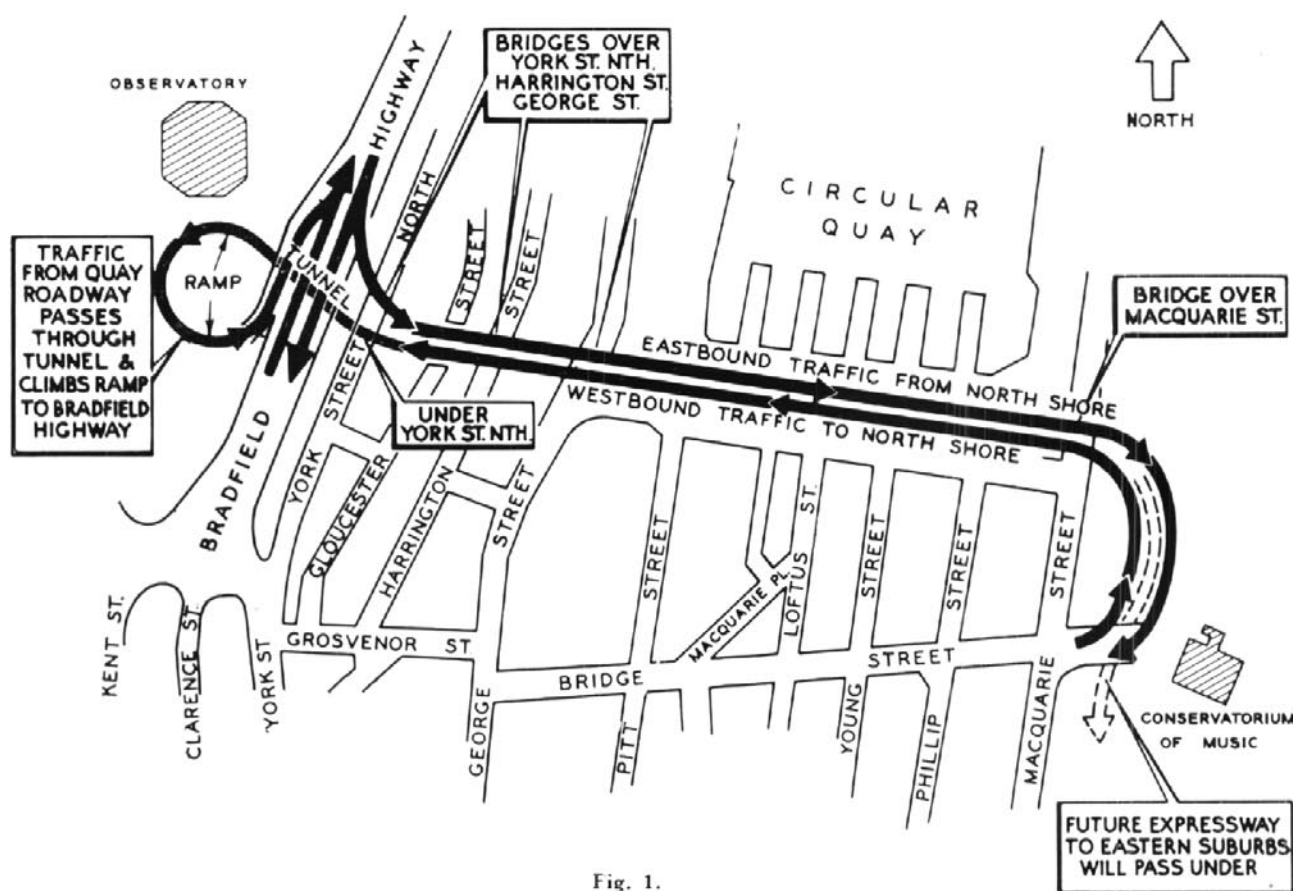 OBSERVATORY
HIGHWAY
BRIDGES OVER
YORK ST. NTH.
HARRINGTON ST.
GEORGE ST.
NORTH
CIRCULAR
QUAY
NORTH
TRAFFIC
FROM QUAY
ROADWAY
PASSES
THROUGH
TUNNEL &
CLIMBS RAMP
TO BRADFIELD
HIGHWAY
RAMP
TUNNEL
STREET
STREET
BRIDGE OVER
MACQUARIE ST.
EASTBOUND TRAFFIC FROM NORTH SHORE
WESTBOUND TRAFFIC TO NORTH SHORE
UNDER
YORK ST. NTH.
BRADFIELD
YORK STREET
GLOUCESTER
HARRINGTON
STREET
STREET
MACQUARIE PL.
LOFTUS ST.
STREET
STREET
STREET
KENT ST.
CLARENCE ST.
YORK ST
GROSVENOR ST.
GEORGE
BRIDGE STREET
PITT
YOUNG
PHILLIP
MACQUARIE
CONSERVATORIUM
OF MUSIC
FUTURE EXPRESSWAY
TO EASTERN SUBURBS
WILL PASS UNDER
Fig. 1.